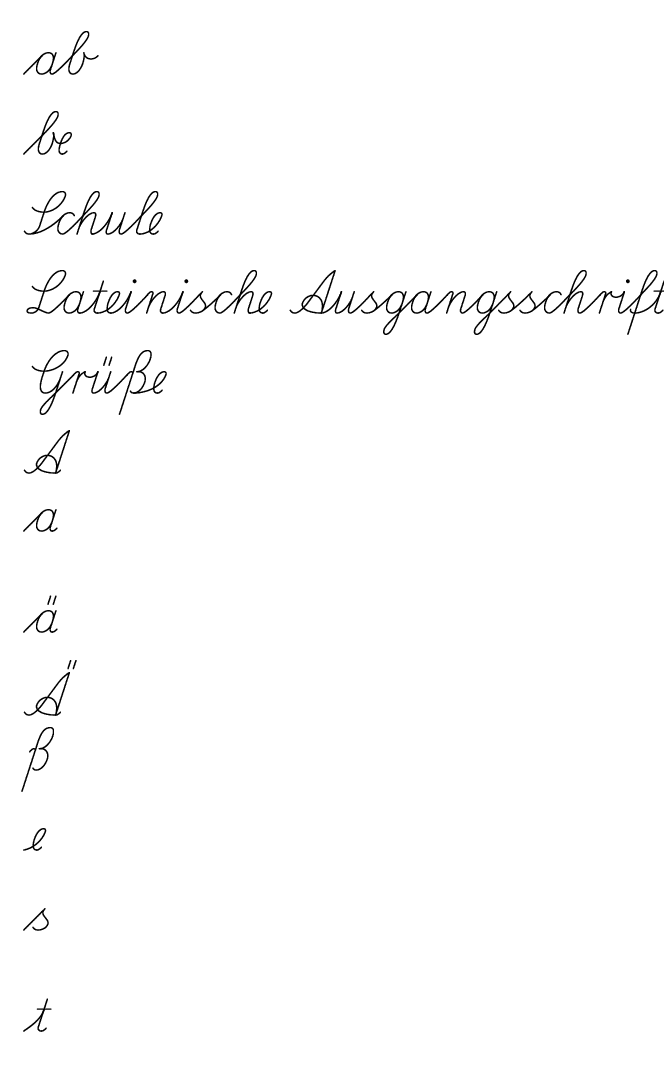 ab
be
Schule
Lateinische Ausgangsschrift
Grüße
A
a
ä
Ä
ß
e
s
t